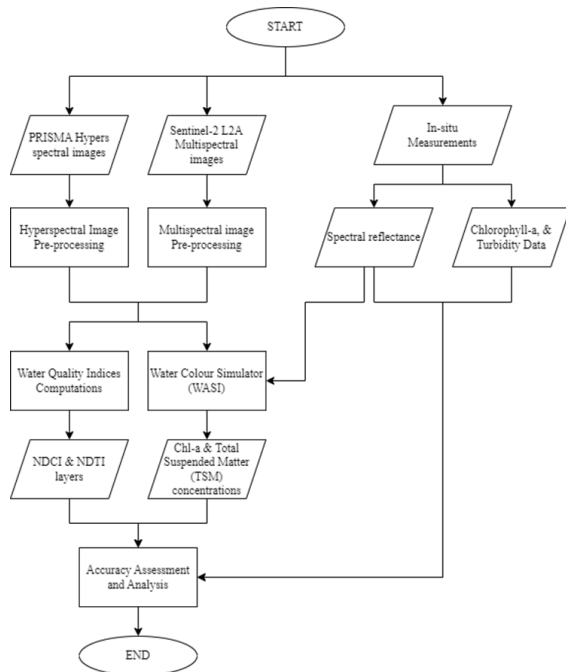 START
PRISMA Hypers
spectral images
Sentinel-2 L2A
Multispectral
images
In-situ
Measurements
Hyperspectral Image
Pre-processing
Multispectral image
Pre-processing
Spectral reflectance
Chlorophyll-a, &
Turbidity Data
Water Quality Indices
Computations
Water Colour Simulator
(WASI)
NDCI & NDTI
layers
Chl-a & Total
Suspended Matter
(TSM)
concentrations
Accuracy Assessment
and Analysis
END